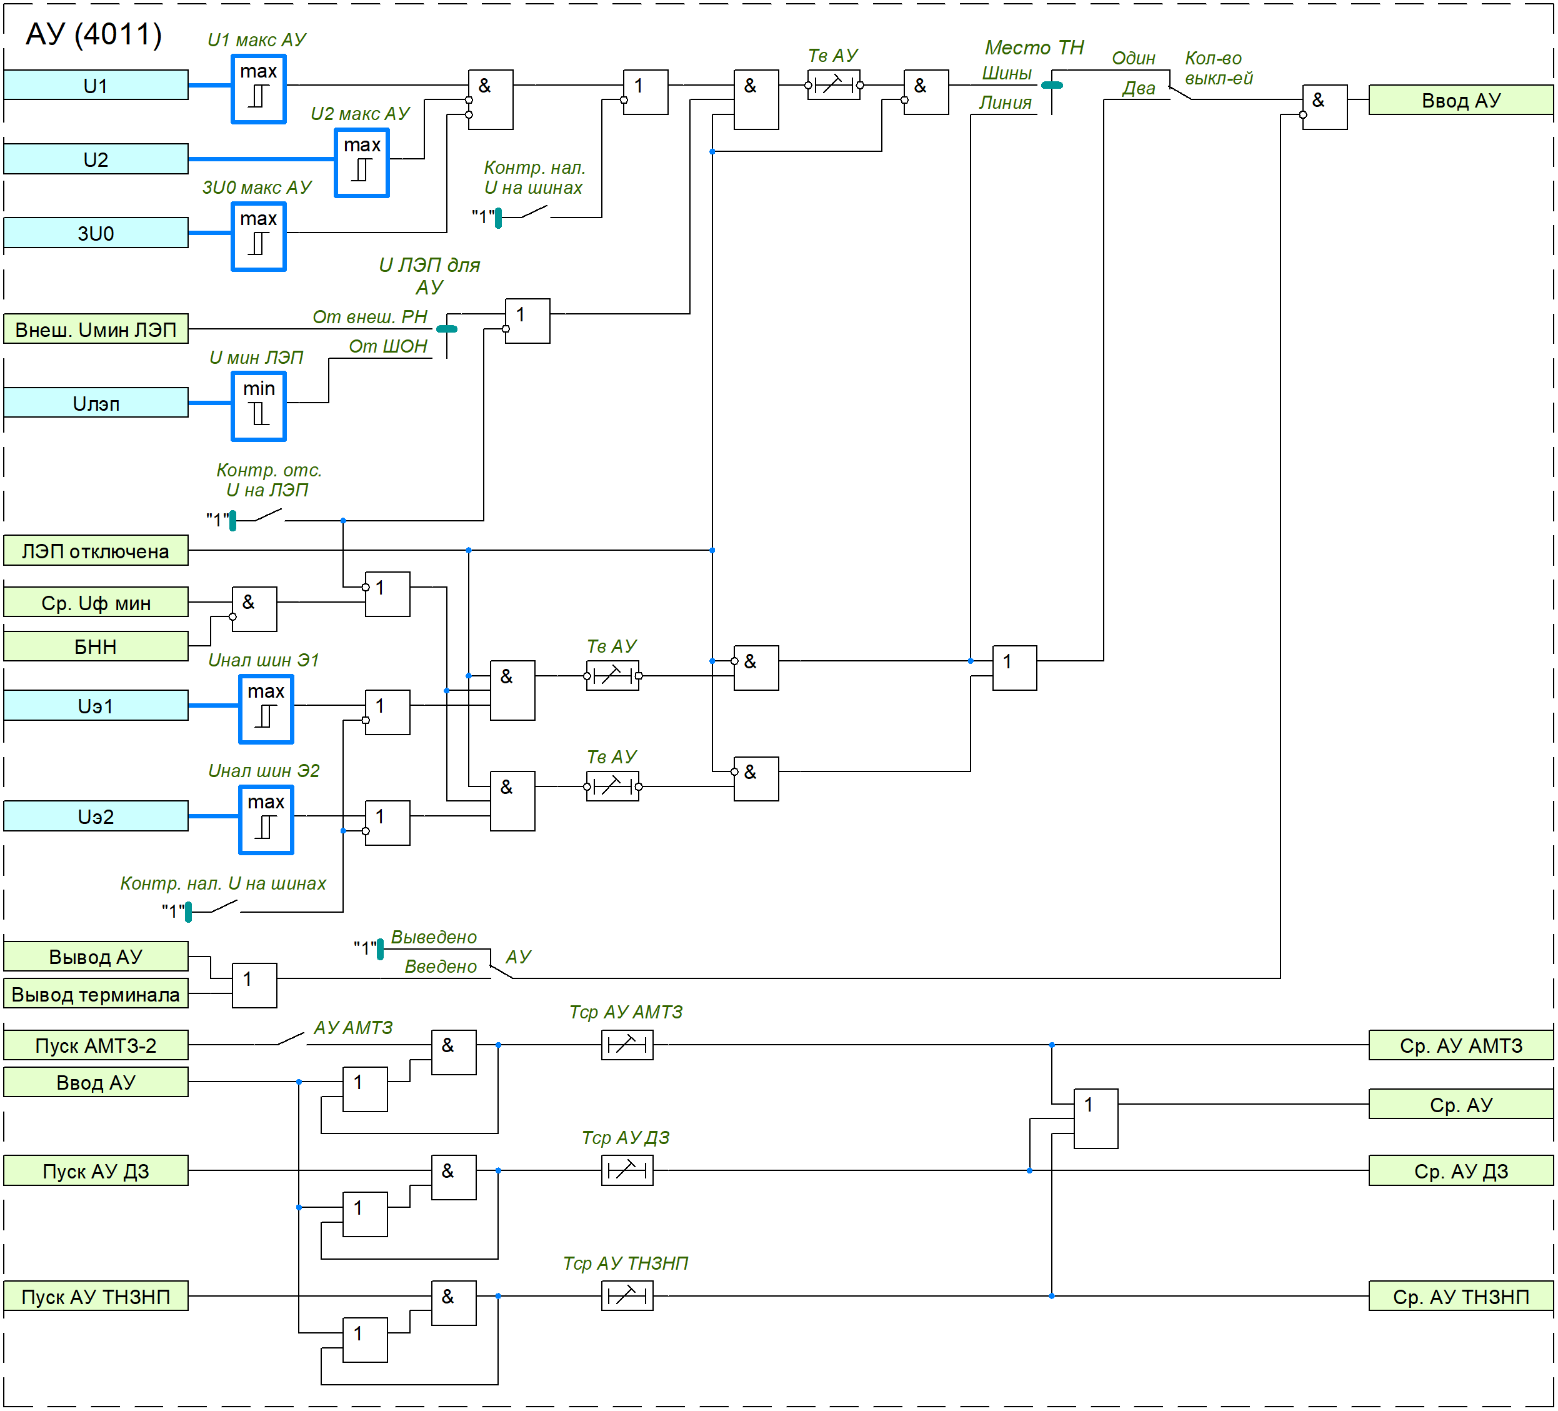 АУ (4011)
U1 макс АУ
U1
max
U2 макс АУ
U2
max
3U0 макс АУ
3U0
max
&
1
Контр. нал.
U на шинах
"1"
&
Тв АУ
&
Место ТН
Шины
Линия
Один
Два
Кол-во
выкл-ей
&
Ввод АУ
U ЛЭП для
АУ
От внеш. РН
От ШОН
1
Внеш. Uмин ЛЭП
U мин ЛЭП
Uлэп
min
Контр. отс.
U на ЛЭП
"1"
ЛЭП отключена
Ср. Uф мин
&
1
БНН
Uнал шин Э1
Uэ1
max
1
&
Тв АУ
&
1
Uнал шин Э2
Uэ2
max
1
&
Тв АУ
&
Контр. нал. U на шинах
"1"
Вывод АУ
Вывод терминала
1
"1"
Выведено
Введено
АУ
Пуск АМТЗ-2
АУ АМТЗ
&
Тср АУ АМТЗ
Ср. АУ АМТЗ
Ввод АУ
1
1
Ср. АУ
Пуск АУ ДЗ
&
Тср АУ ДЗ
Ср. АУ ДЗ
1
Пуск АУ ТНЗНП
&
Тср АУ ТНЗНП
Ср. АУ ТНЗНП
1